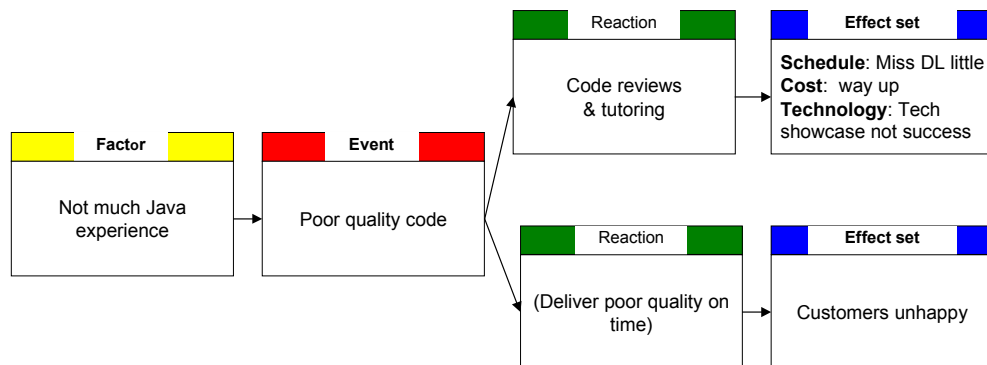 Factor
Not much Java
experience
Event
Poor quality code
Reaction
Code reviews
& tutoring
Effect set
Schedule: Miss DL little
Cost: way up
Technology: Tech
showcase not success
Reaction
(Deliver poor quality on
time)
Effect set
Customers unhappy